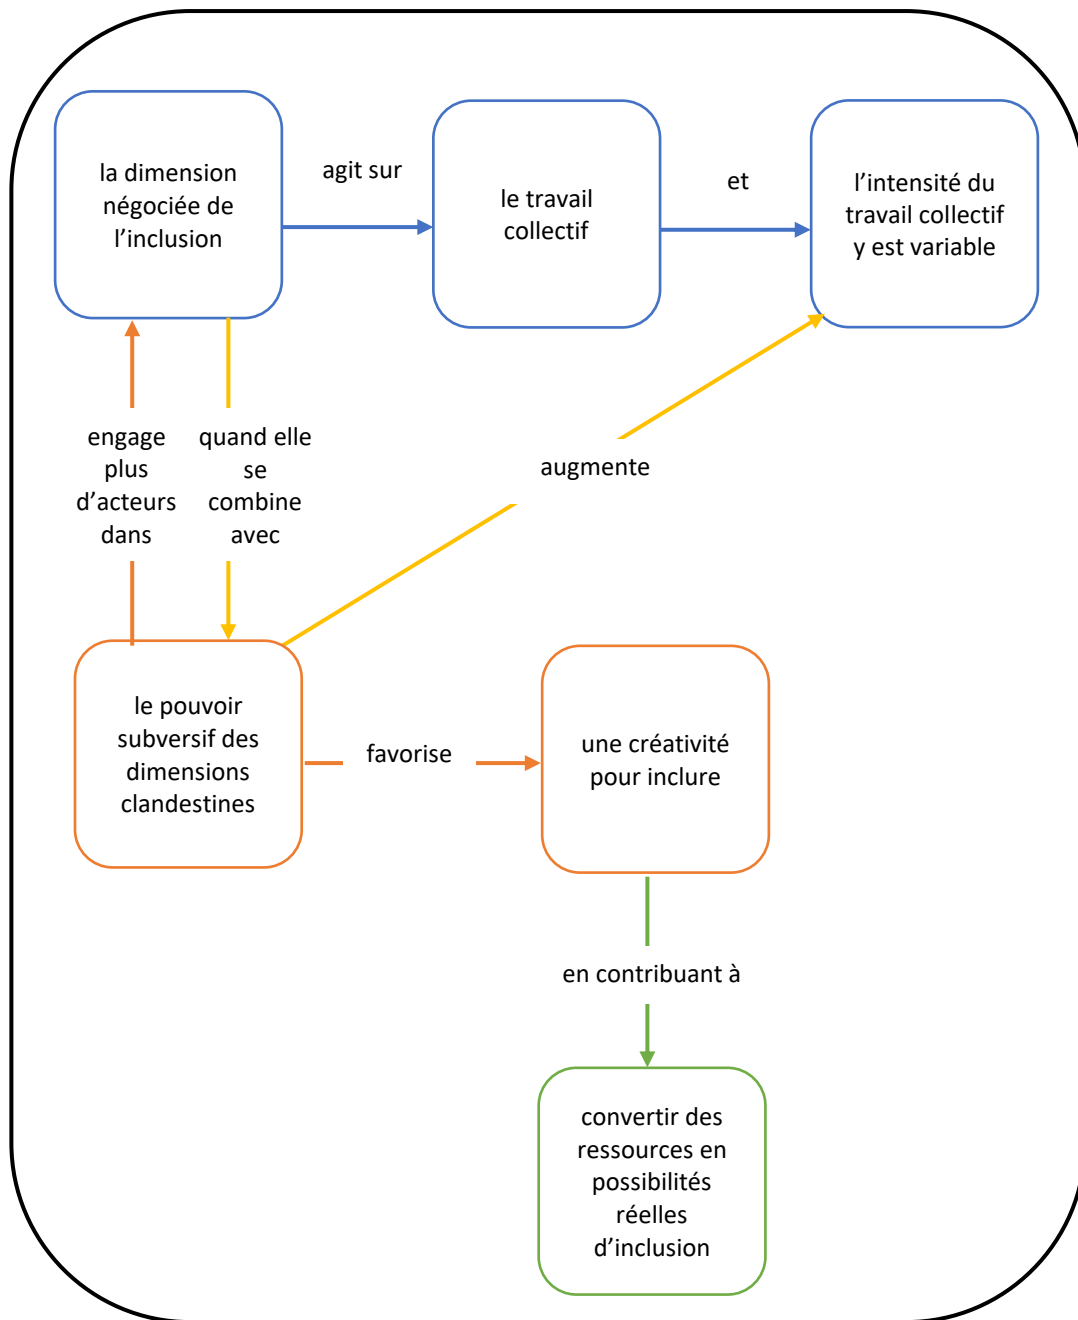 la dimension
négociée de
l’inclusion
agit sur
le travail
collectif
et
l’intensité du
travail collectif
y est variable
engage
plus
d’acteurs
dans
quand elle
se
combine
avec
augmente
le pouvoir
subversif des
dimensions
clandestines
favorise
une créativité
pour inclure
en contribuant à
convertir des
ressources en
possibilités
réelles
d’inclusion